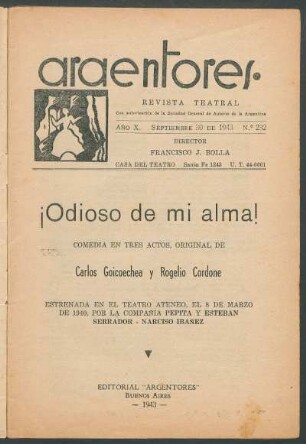 argentores.
REVISTA TEATRAL
Con autorización de la Sociedad General de Autores de la Argentina
AÑO X. SEPTIEMBRE 30 DE 1943 N.º 232
DIRECTOR
FRANCISCO J. BOLLA
CASA DEL TEATRO Santa Fe 1243 U. T. 44-0601
¡Odioso de mi alma!
COMEDIA EN TRES ACTOS, ORIGINAL DE
Carlos Goicoechea y Rogelio Cordone
ESTRENADA EN EL TEATRO ATENEO, EL 8 DE MARZO
DE 1940, POR LA COMPAÑIA PEPITA Y ESTEBAN
SERRADOR - NARCISO IBAÑEZ
EDITORIAL "ARGENTORES"
BUENOS AIRES
— 1943 —